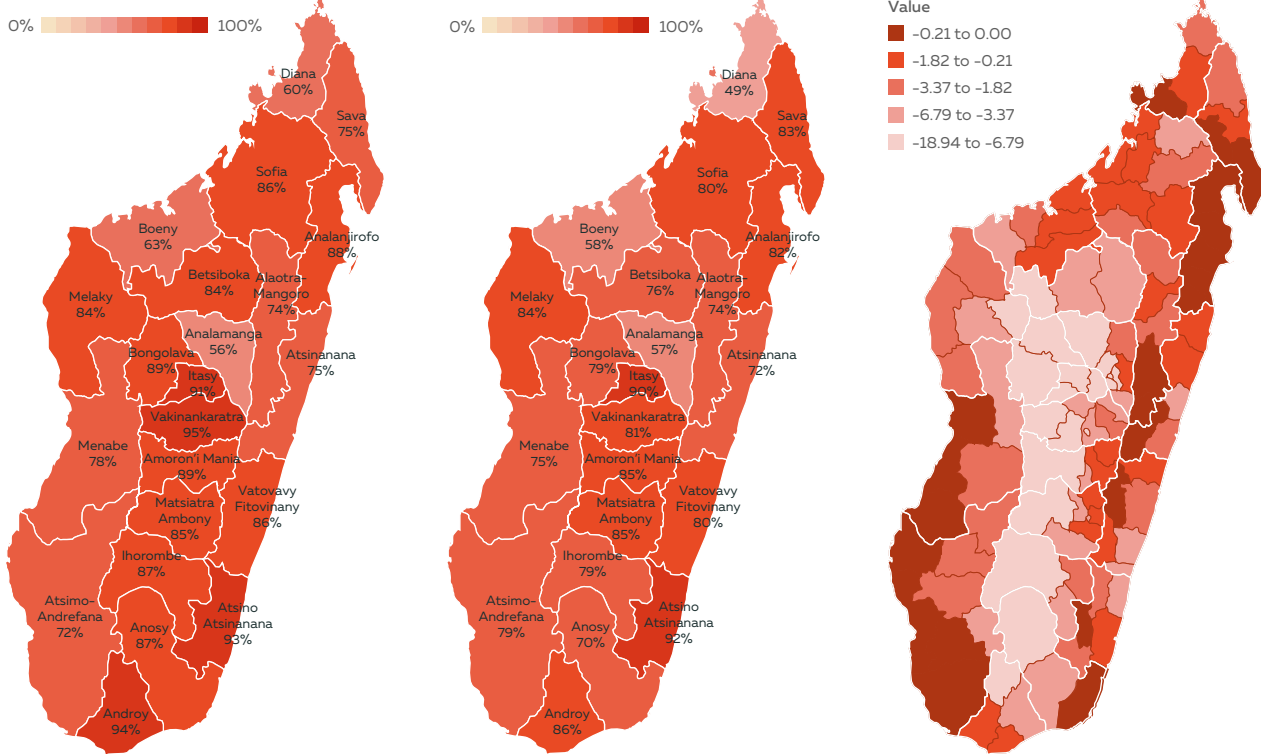 0%
100%
Diana
60%
Sava
75%
Sofia
86%
Boeny
63%
Analanjirofo
88%
Betsiboka
84%
Alaotra-
Mangoro
74%
Melaky
84%
Analamanga
56%
Bongolava
89%
Atsinanana
75%
Itasy
91%
Vakinankaratra
95%
Menabe
78%
Amoron'i Mania
89%
Vatovavy
Fitovinany
86%
Matsiatra
Ambony
85%
Ihorombe
87%
Atsimo-
Andrefana
72%
Anosy
87%
Atsino
Atsinanana
93%
Androy
94%
0%
100%
Diana
49%
Sava
83%
Sofia
80%
Boeny
58%
Analanjirofo
82%
Betsiboka
76%
Alaotra-
Mangoro
74%
Melaky
84%
Analamanga
57%
Bongolava
79%
Atsinanana
72%
Itasy
90%
Vakinankaratra
81%
Menabe
75%
Amoron'i Mania
85%
Vatovavy
Fitovinany
80%
Matsiatra
Ambony
85%
Ihorombe
79%
Atsimo-
Andrefana
79%
Anosy
70%
Atsino
Atsinanana
92%
Androy
86%
Value
-0.21 to 0.00
-1.82 to -0.21
-3.37 to -1.82
-6.79 to -3.37
-18.94 to -6.79